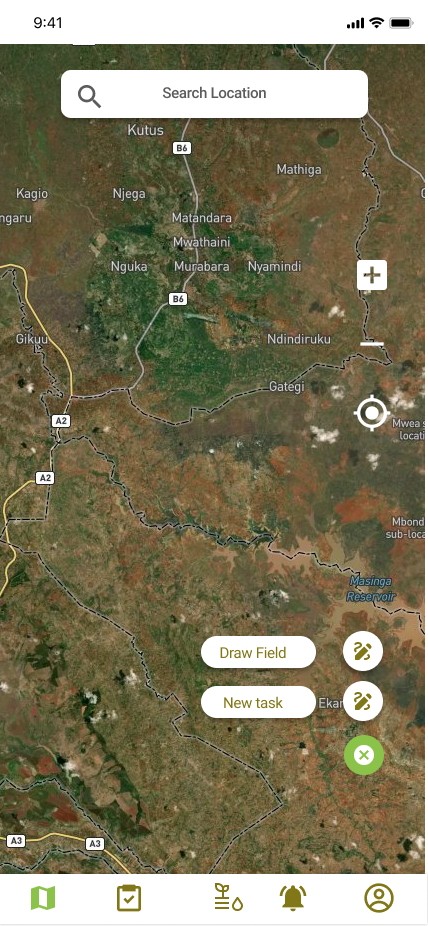 9:41
Search Location
Kutus
B6
Mathiga
Kagio
Njega
ngaru
Matandara
Mwathaini
Nguka
Murabara
Nyamindi
B6
Gikuu
Ndindiruku
Gategi
A2
Mwea s
locati
A2
Mbond
sub-loca
Masinga
Reservoir
Draw Field
New task
Ekar
A3
A3